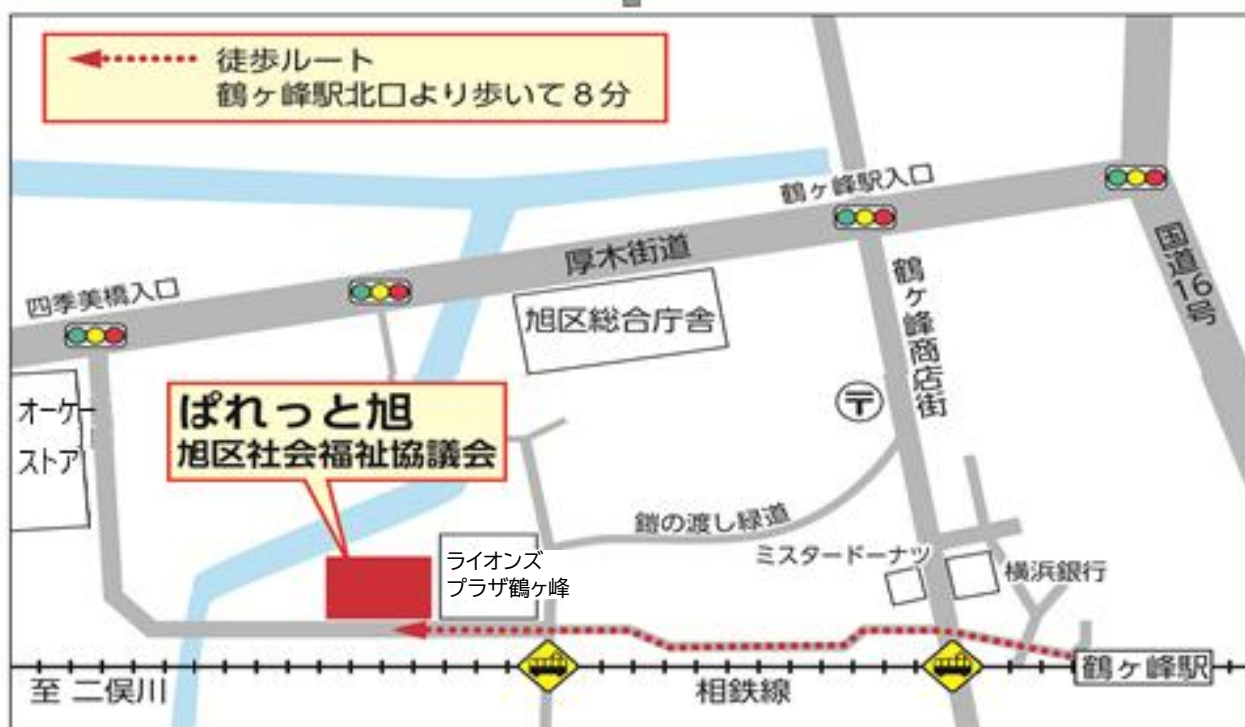 徒歩ルート
鶴ヶ峰駅北口より歩いて8分
鶴ヶ峰駅入口
厚木街道
国道16号
四季美橋入口
旭区総合庁舎
鶴ヶ峰商店街
オーケー
ストア
ぱれっと旭
旭区社会福祉協議会
〒
鎧の渡し緑道
ライオンズ
プラザ鶴ヶ峰
ミスタードーナツ
横浜銀行
至 二俣川
相鉄線
鶴ヶ峰駅